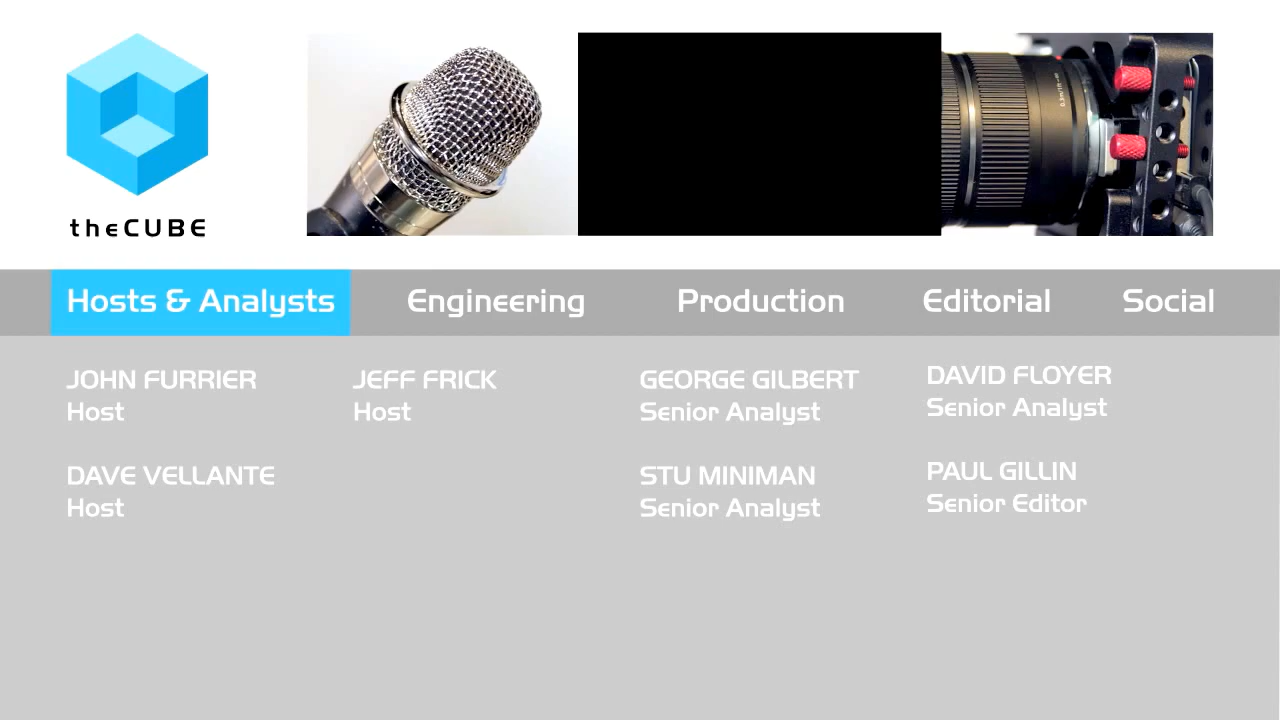 theCUBE
Hosts & Analysts
Engineering
Production
Editorial
Social
JOHN FURRIER
Host
DAVE VELLANTE
Host
JEFF FRICK
Host
GEORGE GILBERT
Senior Analyst
STU MINIMAN
Senior Analyst
DAVID FLOYER
Senior Analyst
PAUL GILLIN
Senior Editor